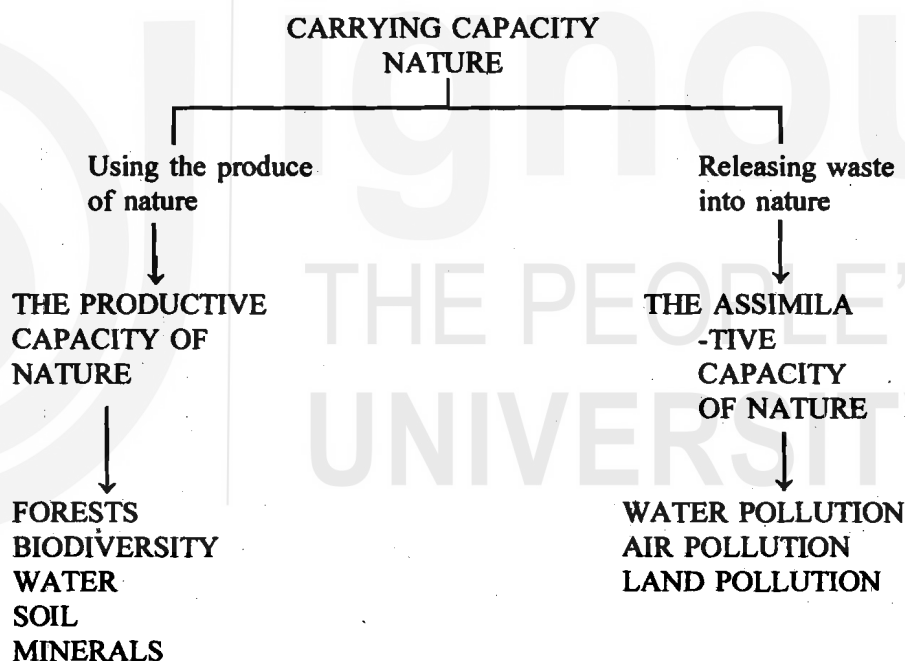 CARRYING CAPACITY
NATURE
Using the produce
of nature
Releasing waste
into nature
THE PRODUCTIVE
CAPACITY OF
NATURE
THE ASSIMILA
-TIVE
CAPACITY
OF NATURE
FORESTS
BIODIVERSITY
WATER
SOIL
MINERALS
WATER POLLUTION
AIR POLLUTION
LAND POLLUTION
ignou
THE PEOPLE'
UNIVERSIT